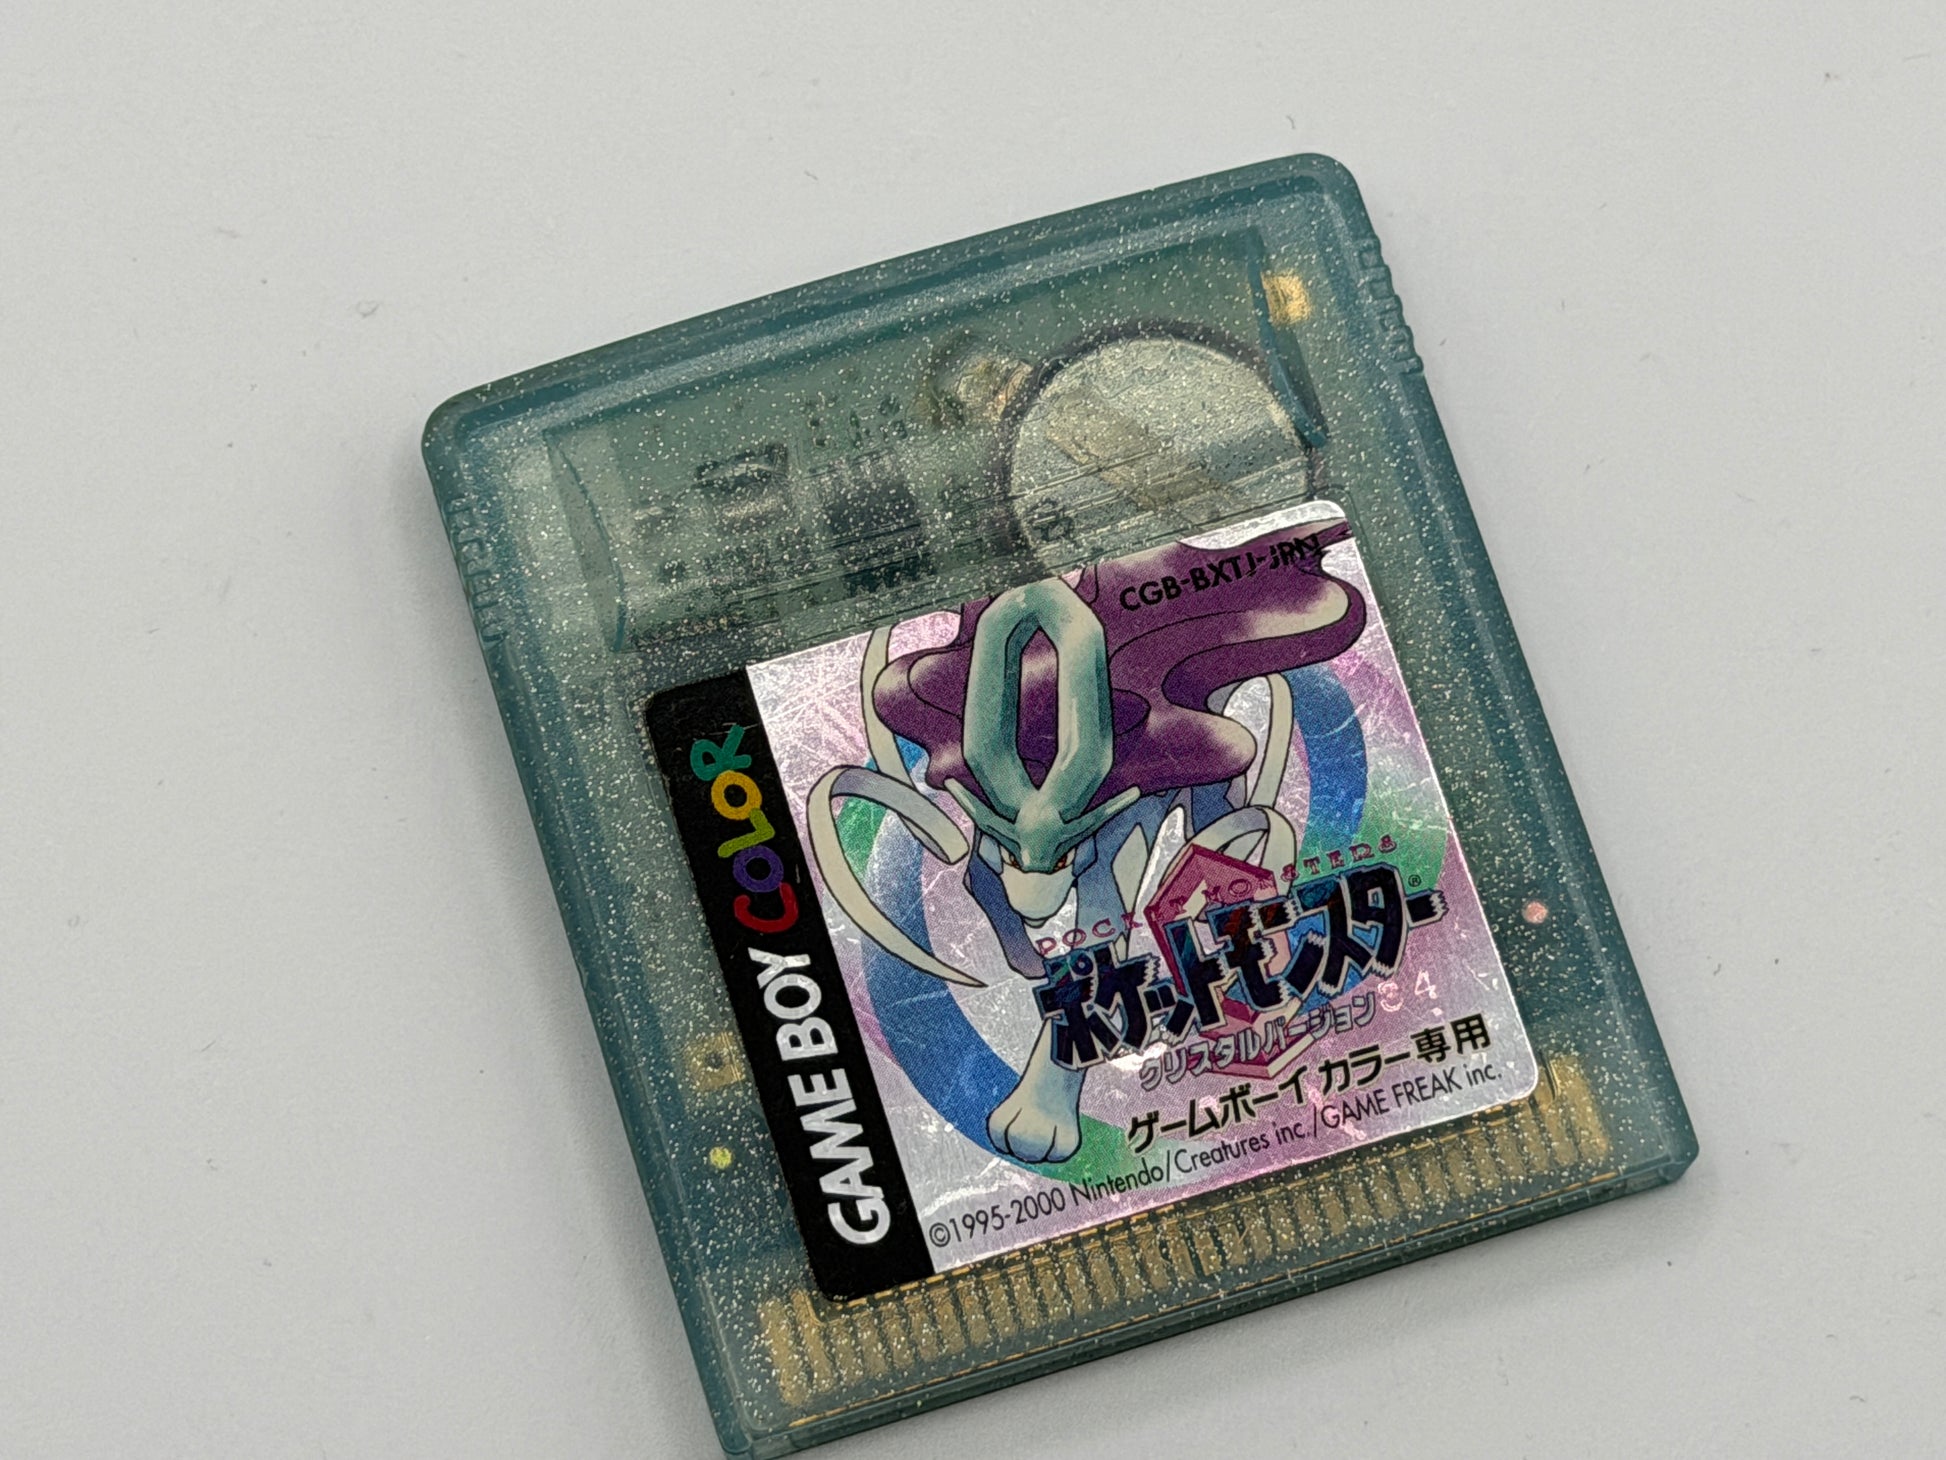 CGB-BXTJ-JPN
GAME BOY COLOR
POCKET MONSTERS
ポケットモンスター®
クリスタルバージョン
34
ゲームボーイ カラー専用
©1995-2000 Nintendo/Creatures inc./GAME FREAK inc.